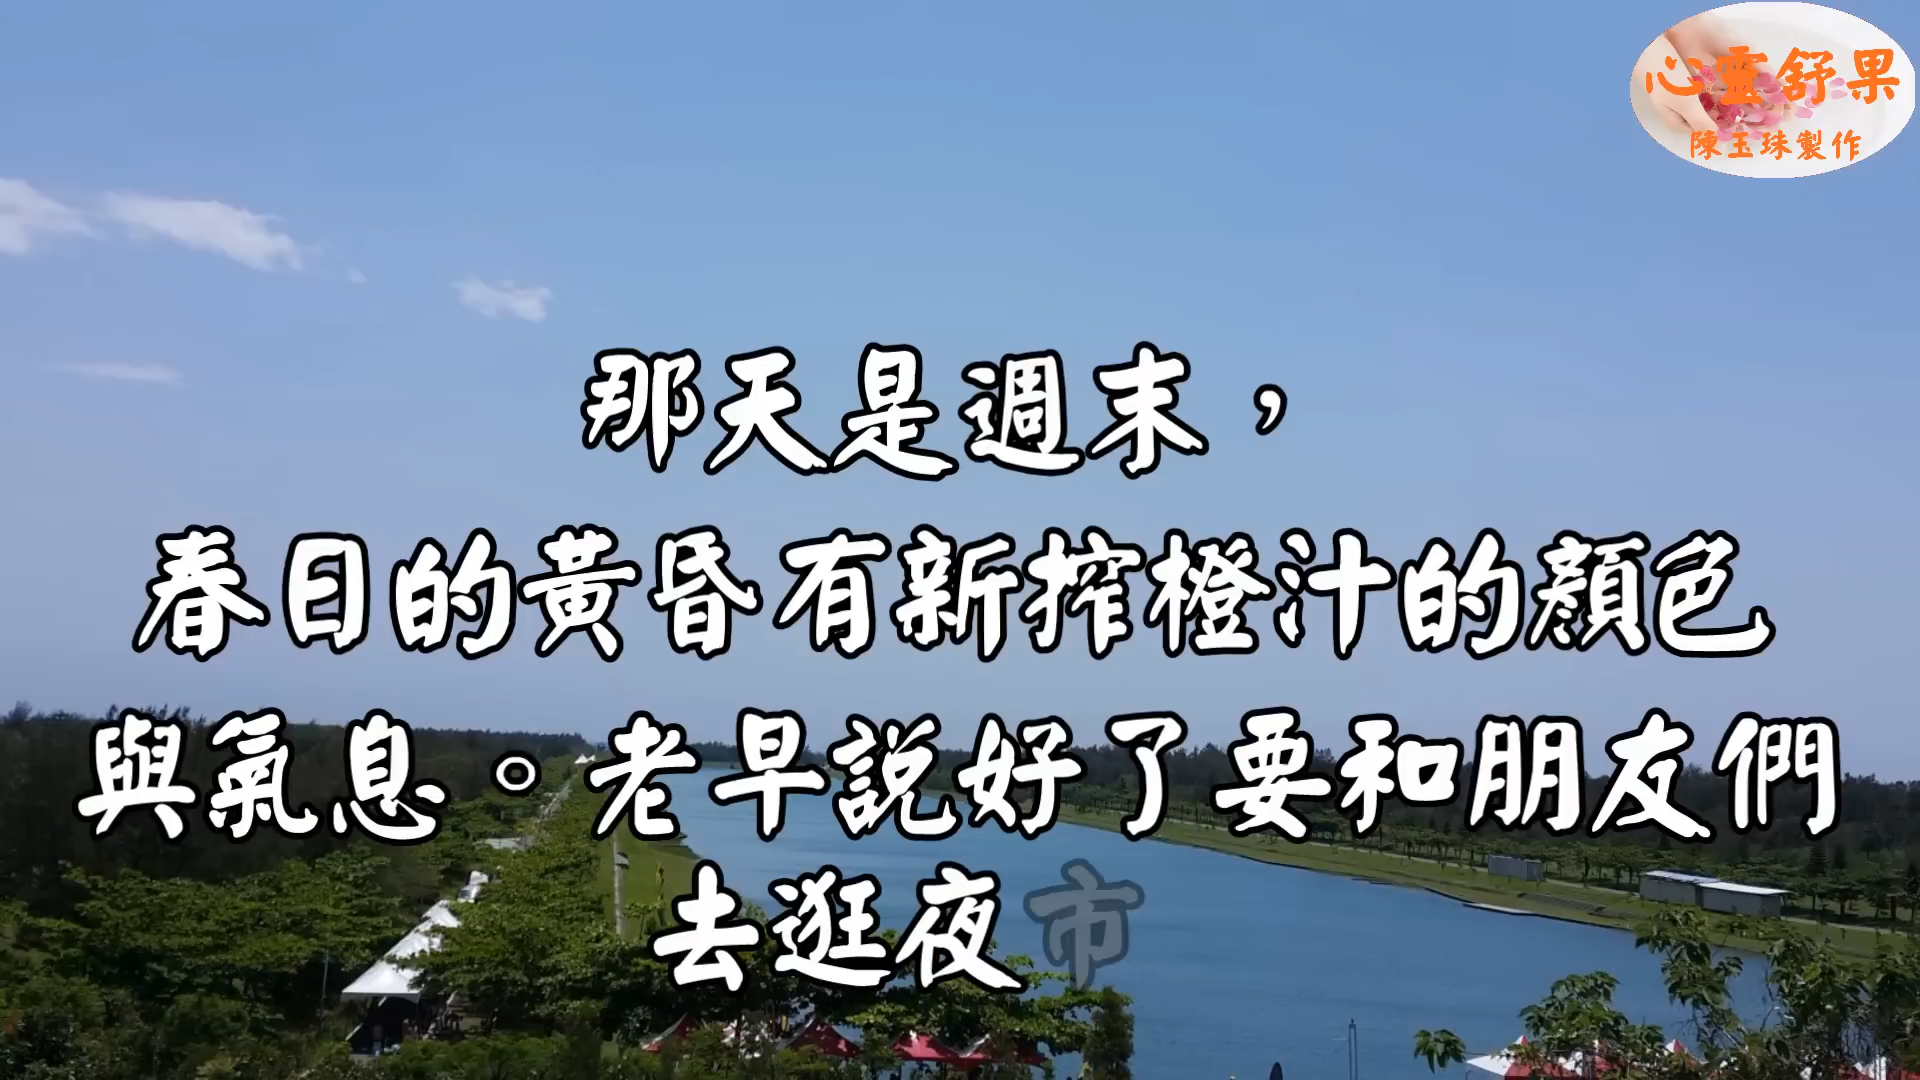 心靈舒果
陳玉珠製作
那天是週末，
春日的黃昏有新搾橙汁的顏色
與氣息。老早說好了要和朋友們
去逛夜市